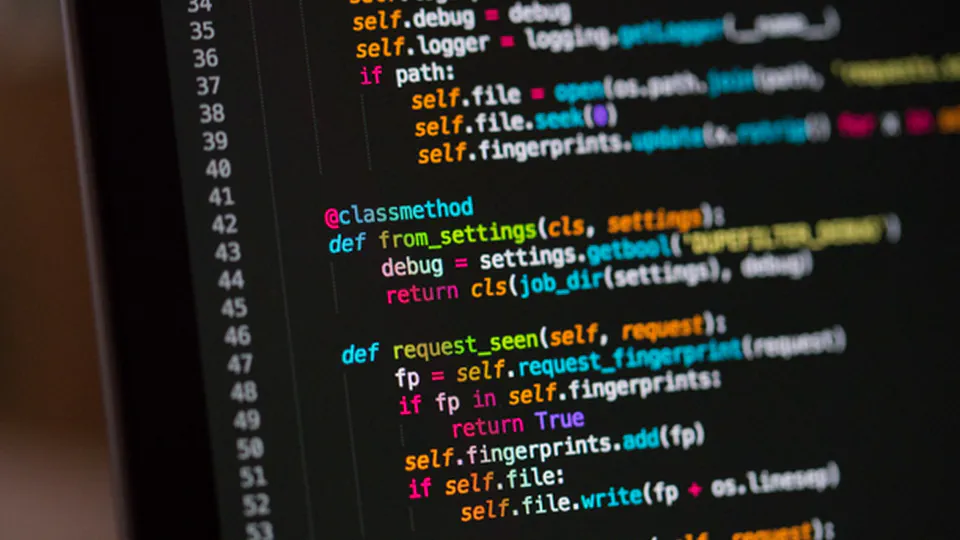 34
35 self.debug = debug
36 self.logger = logging.getLogger(__name__)
37 if path:
38 self.file = open(os.path.join(path,
39 self.file.seek(0)
40 self.fingerprints.update(x.rstrip() for x in
41
42 @classmethod
43 def from_settings(cls, settings):
44 debug = settings.getbool('DUPEFILTER_DEBUG')
45 return cls(job_dir(settings), debug)
46
47 def request_seen(self, request):
48 fp = self.request_fingerprint(request)
49 if fp in self.fingerprints:
50 return True
51 self.fingerprints.add(fp)
52 if self.file:
53 self.file.write(fp + os.linesep)
self, request):